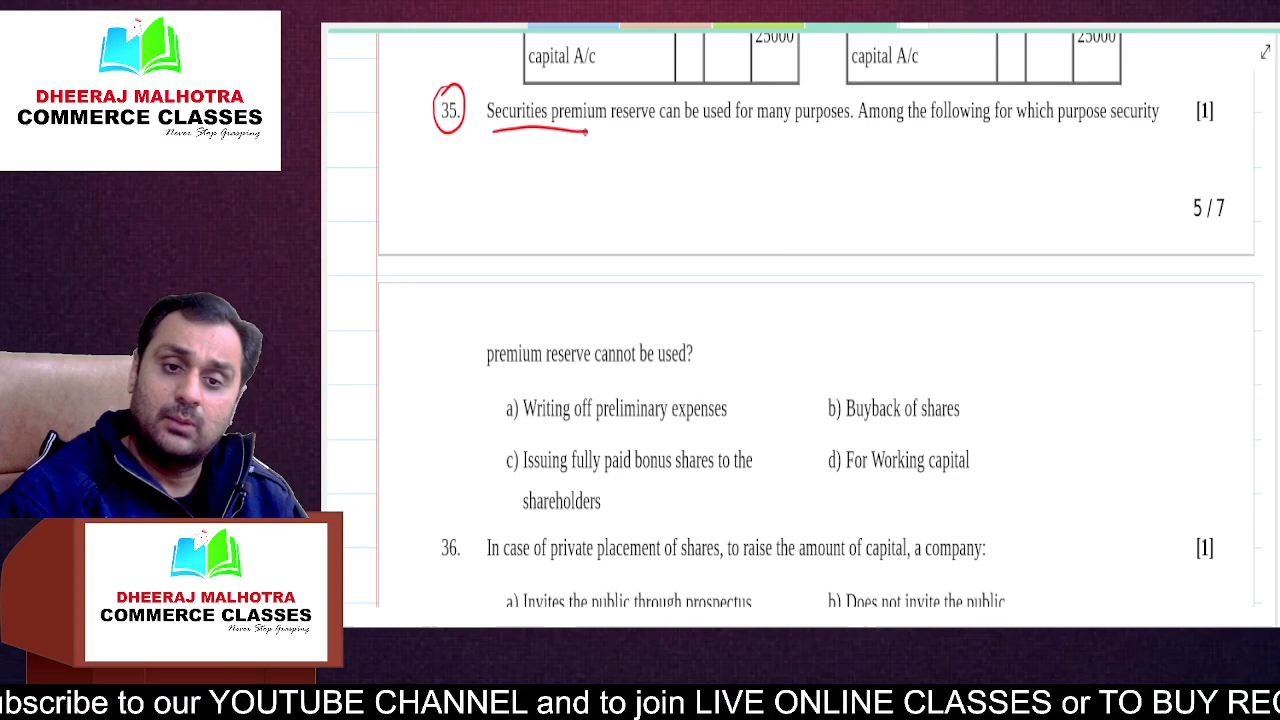 DHEERAJ MALHOTRA
COMMERCE CLASSES
Never Stop Grasping
25000
25000
capital A/c
capital A/c
35. Securities premium reserve can be used for many purposes. Among the following for which purpose security [1]
5 / 7
premium reserve cannot be used?
a) Writing off preliminary expenses
b) Buyback of shares
c) Issuing fully paid bonus shares to the
shareholders
d) For Working capital
36. In case of private placement of shares, to raise the amount of capital, a company: [1]
a) Invites the public through prospectus
b) Does not invite the public
DHEERAJ MALHOTRA
COMMERCE CLASSES
Never Stop Grasping
ubscribe to our YOUTUBE CHANNEL and to join LIVE ONLINE CLASSES or TO BUY REC